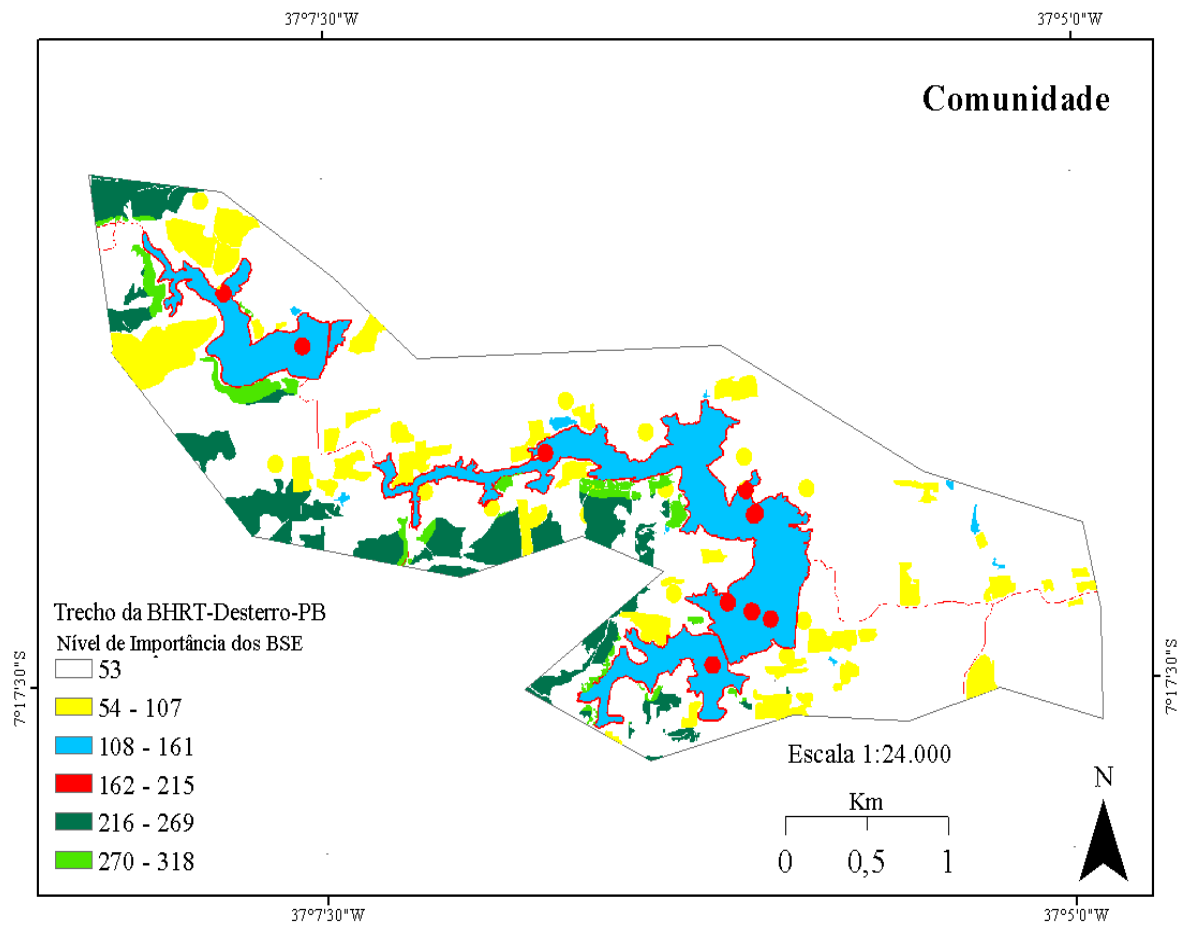 37°7'30"W
37°5'0"W
Comunidade
Trecho da BHRT-Desterro-PB
Nível de Importância dos BSE
53
54 - 107
108 - 161
162 - 215
216 - 269
270 - 318
7°17'30"S
7°17'30"S
Escala 1:24.000
Km
0 0,5 1
N
37°7'30"W
37°5'0"W